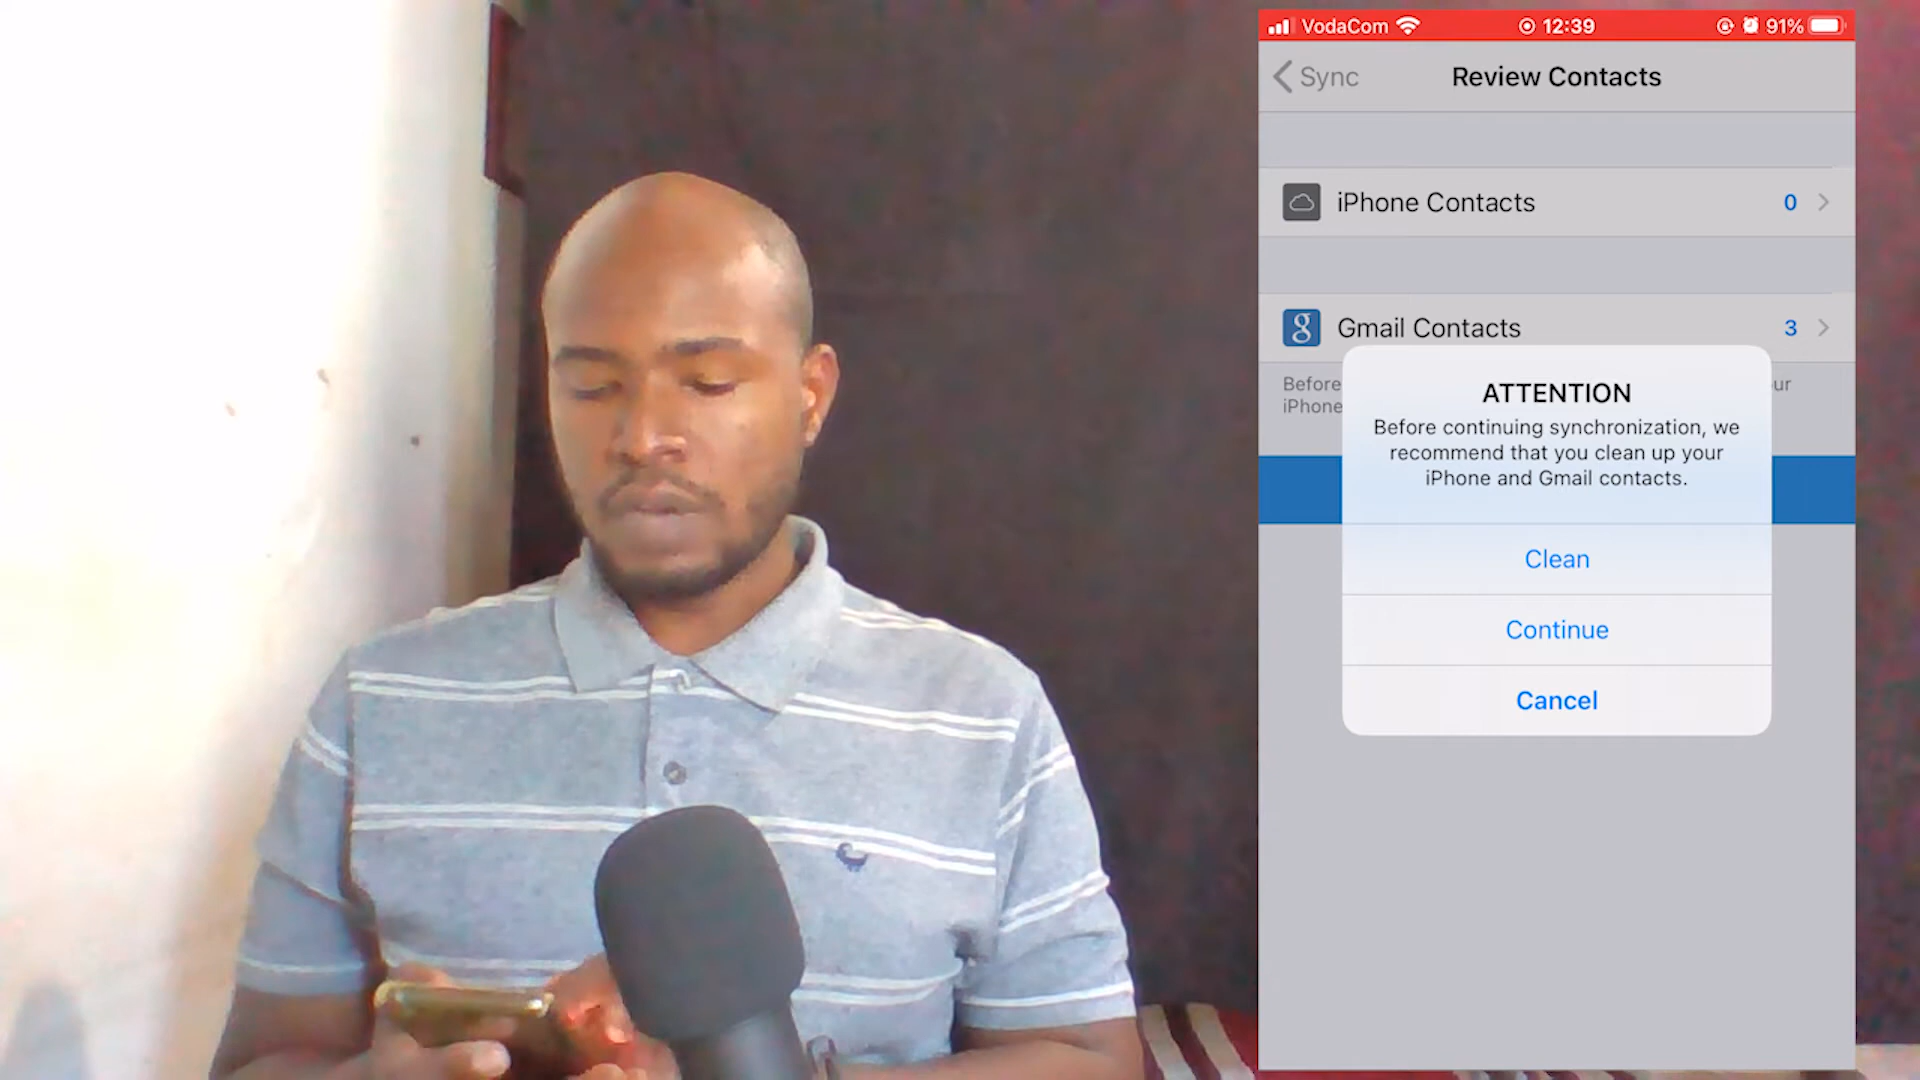 VodaCom 12:39 91%
Sync Review Contacts
iPhone Contacts 0
g Gmail Contacts 3
Before ur
iPhone
ATTENTION
Before continuing synchronization, we
recommend that you clean up your
iPhone and Gmail contacts.
Clean
Continue
Cancel